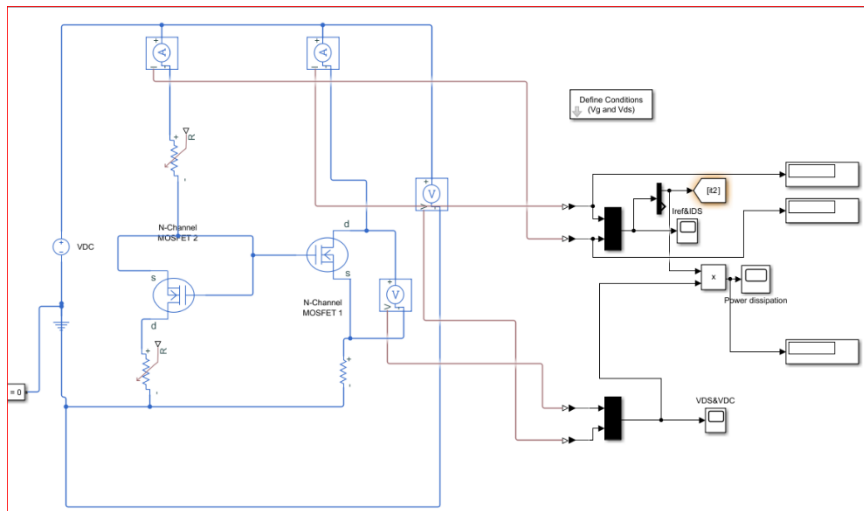 A
A
R
Define Conditions
(Vg and Vds)
[it2]
Iref&IDS
V
N-Channel
MOSFET 2
d
VDC
s
s
N-Channel
MOSFET 1
d
V
x
Power dissipation
R
= 0
VDS&VDC